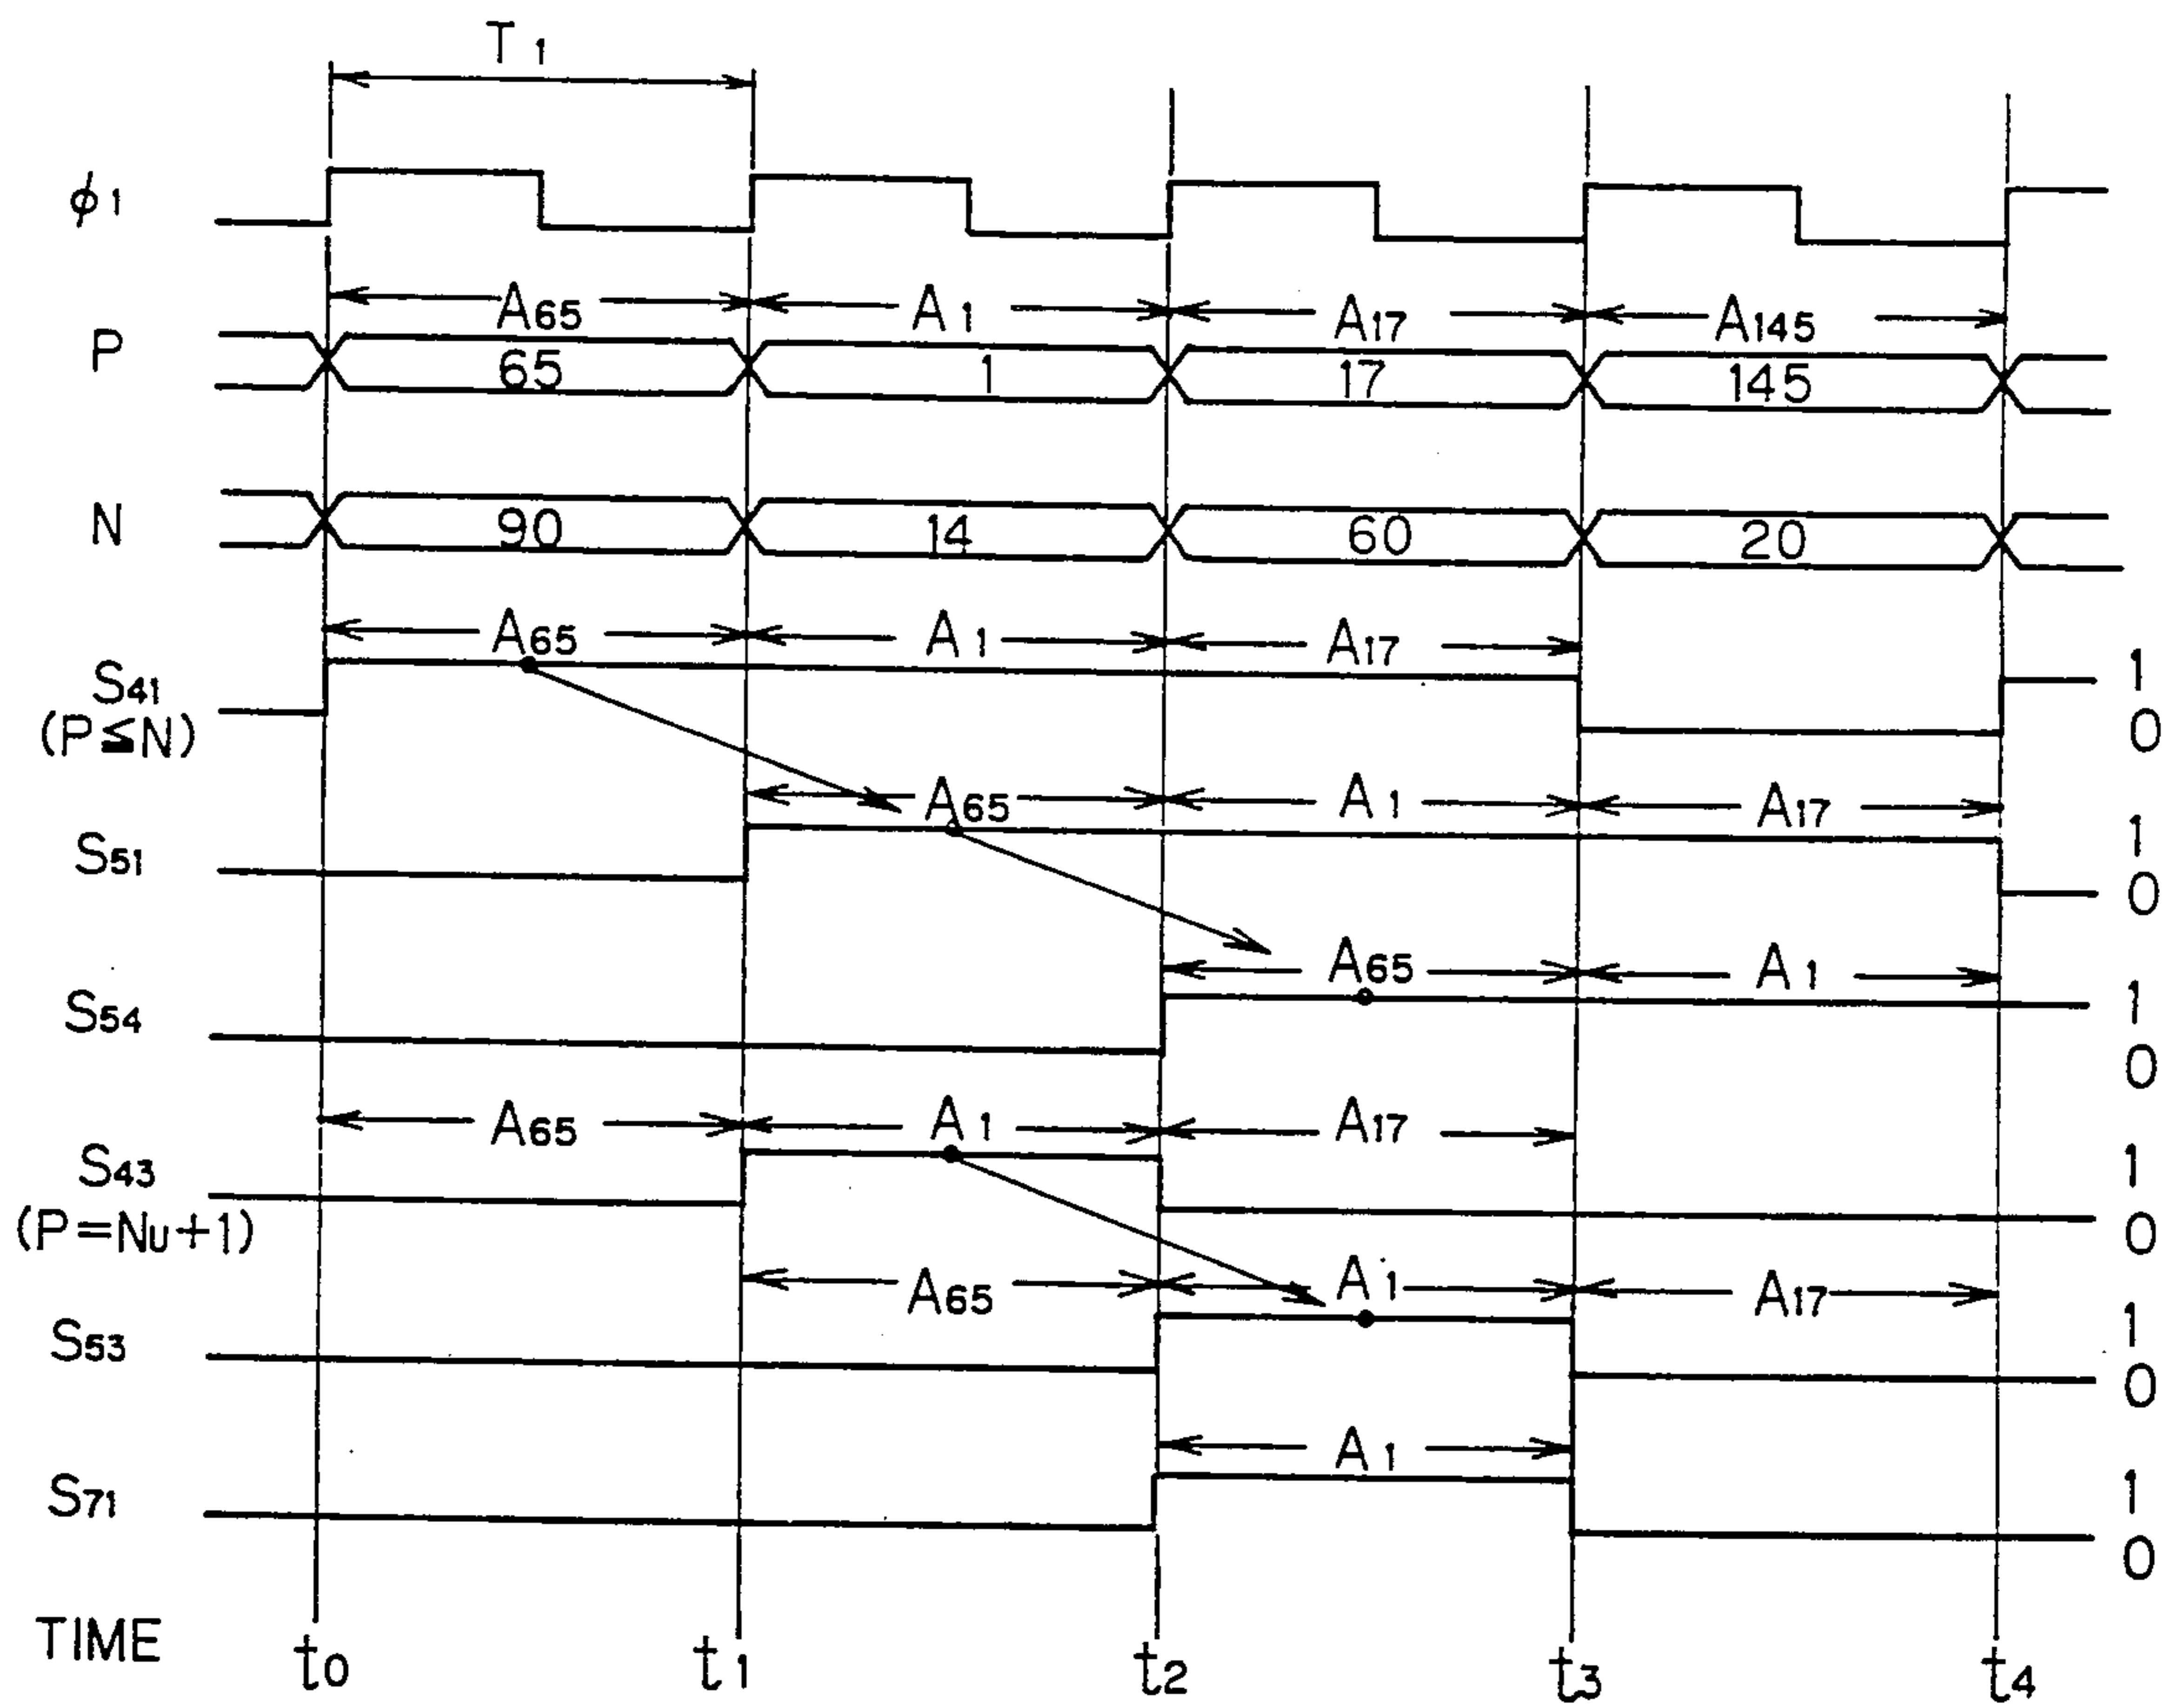 T1
φ1
A65 A1 A17 A145
P 65 1 17 145
N 90 14 60 20
A65 A1 A17
S41 1
(P≦N) 0
A65 A1 A17
S51 1
0
A65 A1
S54 1
0
A65 A1 A17
S43 1
(P=NU+1) 0
A65 A1 A17
S53 1
0
A1
S71 1
0
TIME t0 t1 t2 t3 t4